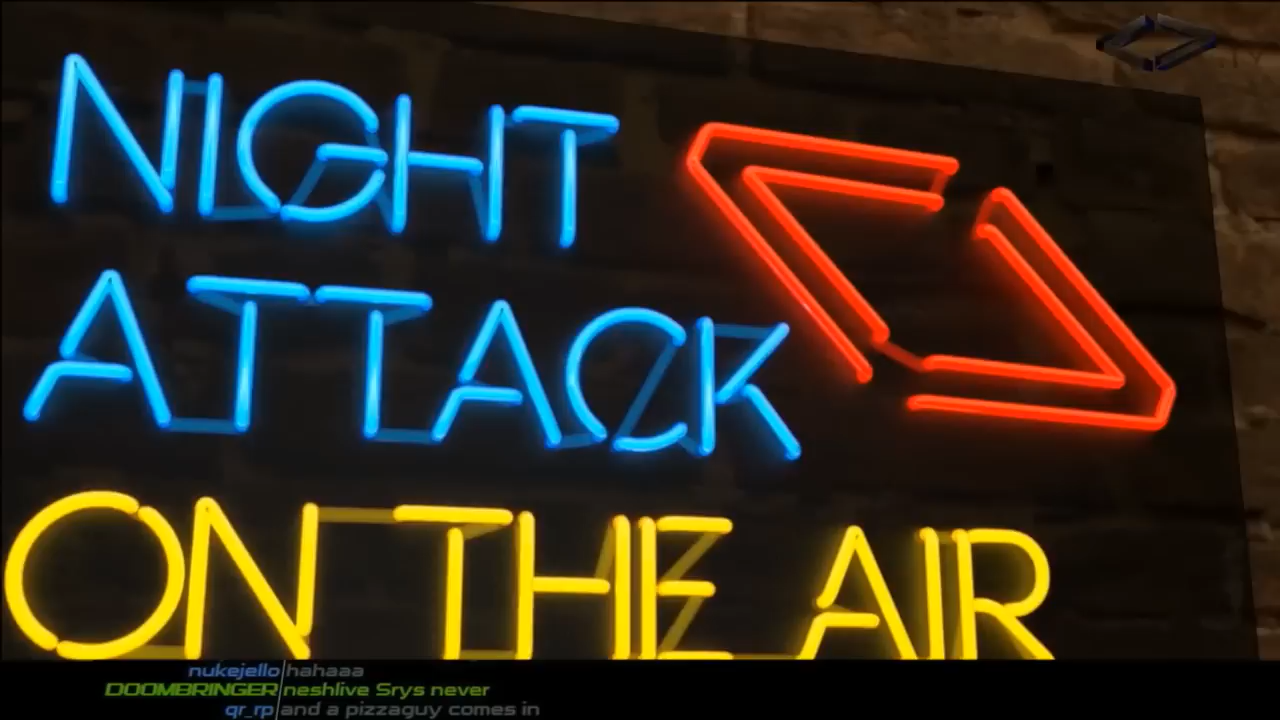 NIGHT
ATTACK
ON THE AIR
nukejello hahaaa
DOOMBRINGER neshlive Srys never
qr_rp and a pizzaguy comes in